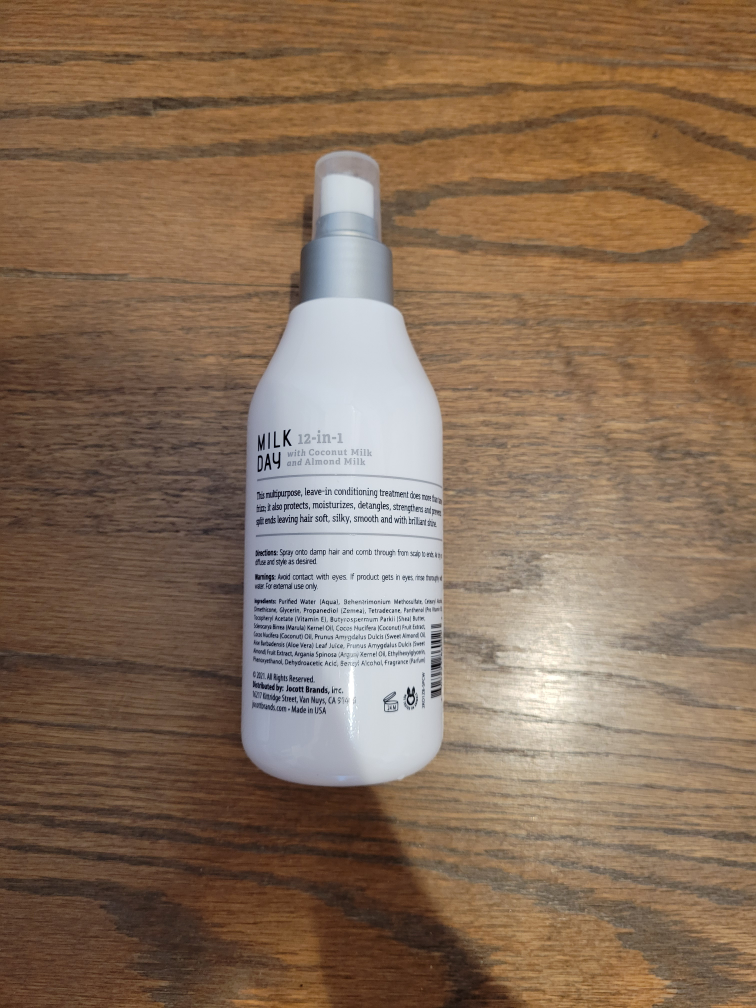 MILK 12-in-1
DAY with Coconut Milk
and Almond Milk
This multipurpose, leave-in conditioning treatment does more than
frizz; it also protects, moisturizes, detangles, strengthens and
split ends leaving hair soft, silky, smooth and with brilliant shine.
Directions: Spray onto damp hair and comb through from scalp to ends.
diffuse and style as desired.
Warnings: Avoid contact with eyes. If product gets in eyes, rinse
water. For external use only.
Ingredients: Purified Water (Aqua), Behentrimonium Methosulfate,
Dimethicone, Glycerin, Propanediol (Zemea), Tetradecane, Panthenol
Tocopheryl Acetate (Vitamin E), Butyrospermum Parkii (Shea) Butter,
Sclerocarya Birrea (Marula) Kernel Oil, Cocos Nucifera (Coconut) Fruit Extract,
Cocos Nucifera (Coconut) Oil, Prunus Amygdalus Dulcis (Sweet Almond) Oil,
Aloe Barbadensis (Aloe Vera) Leaf Juice, Prunus Amygdalus Dulcis (Sweet
Almond) Fruit Extract, Argania Spinosa (Argan) Kernel Oil, Ethylhexylglycerin,
Phenoxyethanol, Dehydroacetic Acid, Benzyl Alcohol, Fragrance (Parfum)
© 2021. All Rights Reserved.
Distributed by: Jocott Brands, Inc.
16217 Kittridge Street, Van Nuys, CA
jocottbrands.com • Made in USA
24 M